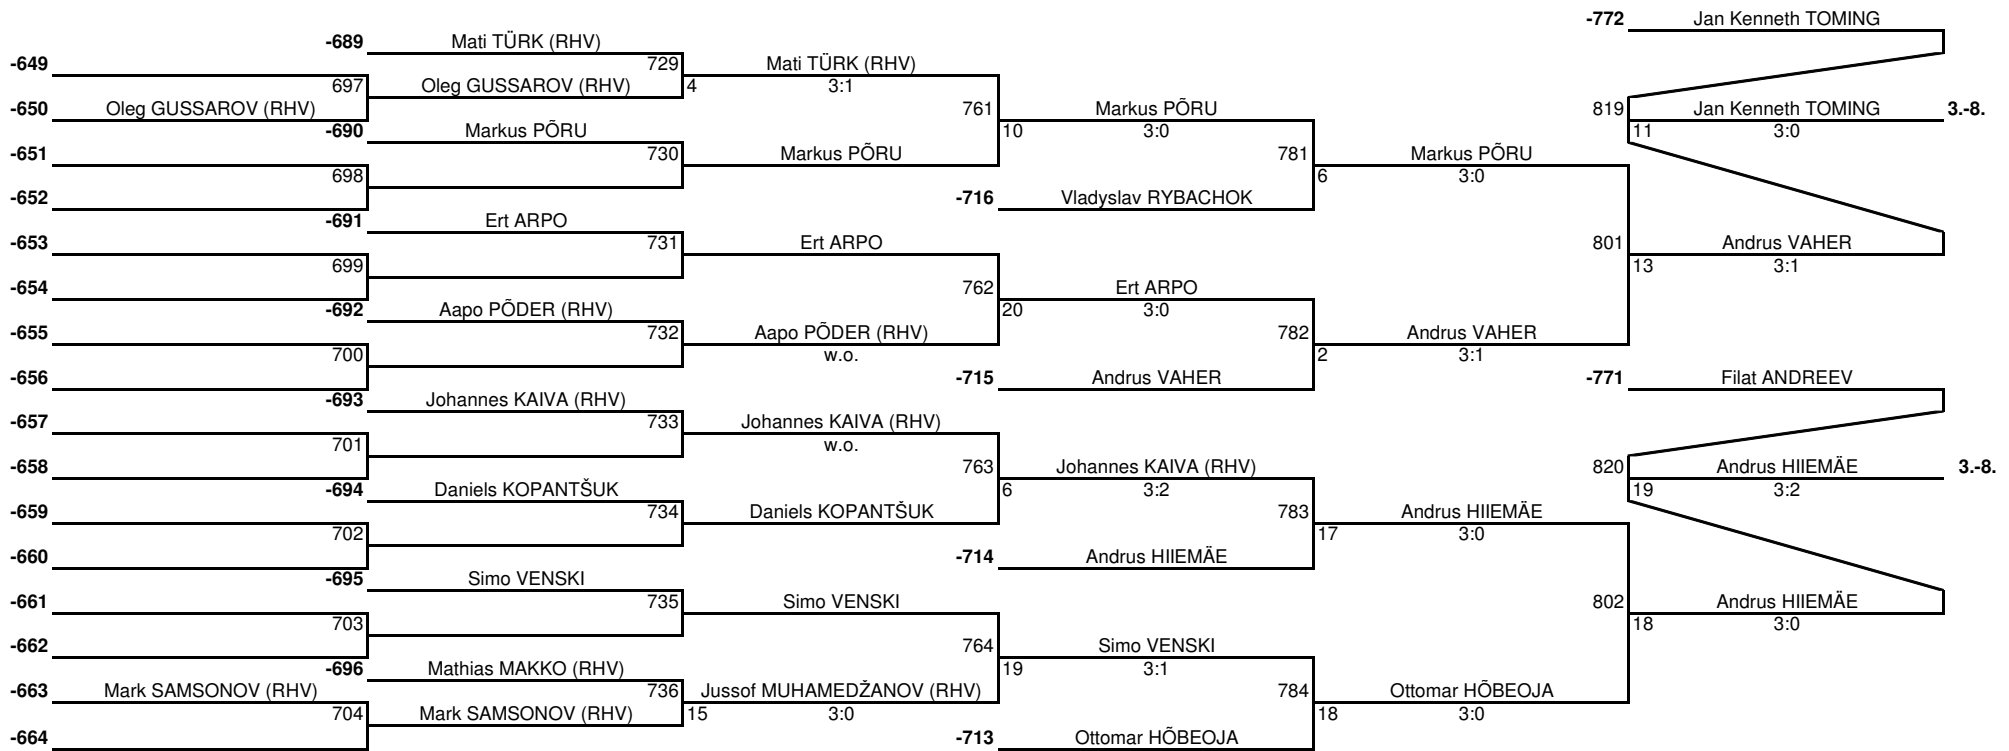 -772 Jan Kenneth TOMING
-689 Mati TÜRK (RHV)
-649 729 Mati TÜRK (RHV)
697 Oleg GUSSAROV (RHV) 4 3:1
-650 Oleg GUSSAROV (RHV) 761 Markus PÕRU 819 Jan Kenneth TOMING 3.-8.
-690 Markus PÕRU 10 3:0 11 3:0
-651 730 Markus PÕRU 781 Markus PÕRU
698 6 3:0
-652 -716 Vladyslav RYBACHOK
-691 Ert ARPO
-653 731 Ert ARPO 801 Andrus VAHER
699 13 3:1
-654 762 Ert ARPO
-692 Aapo PÕDER (RHV) 20 3:0
-655 732 Aapo PÕDER (RHV) 782 Andrus VAHER
700 w.o. 2 3:1
-656 -715 Andrus VAHER -771 Filat ANDREEV
-693 Johannes KAIVA (RHV)
-657 733 Johannes KAIVA (RHV)
701 w.o.
-658 763 Johannes KAIVA (RHV) 820 Andrus HIIEMÄE 3.-8.
-694 Daniels KOPANTŠUK 6 3:2 19 3:2
-659 734 Daniels KOPANTŠUK 783 Andrus HIIEMÄE
702 17 3:0
-660 -714 Andrus HIIEMÄE
-695 Simo VENSKI
-661 735 Simo VENSKI 802 Andrus HIIEMÄE
703 18 3:0
-662 764 Simo VENSKI
-696 Mathias MAKKO (RHV) 19 3:1
-663 Mark SAMSONOV (RHV) 736 Jussof MUHAMEDŽANOV (RHV) 784 Ottomar HÕBEOJA
704 Mark SAMSONOV (RHV) 15 3:0 18 3:0
-664 -713 Ottomar HÕBEOJA